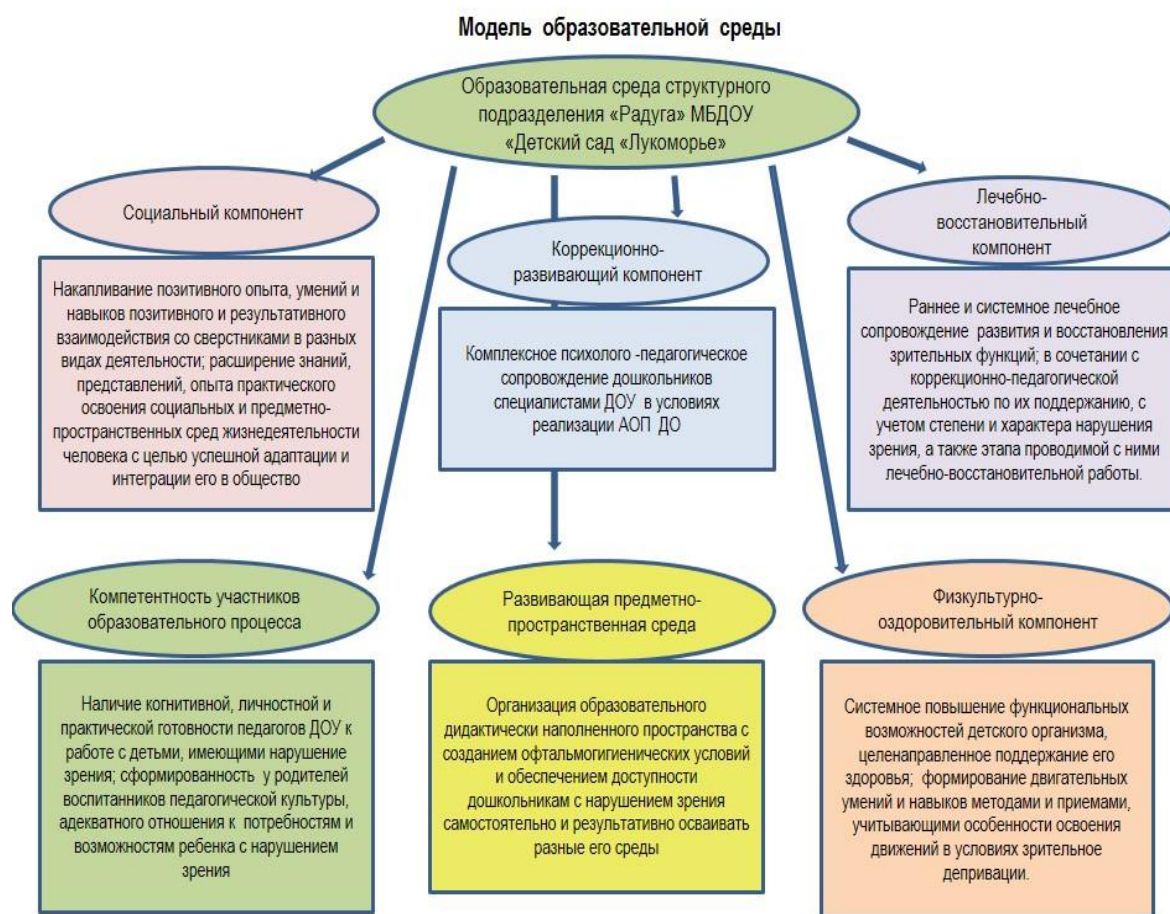 Модель образовательной среды
Образовательная среда структурного
подразделения «Радуга» МБДОУ
«Детский сад «Лукоморье»
Социальный компонент
Накапливание позитивного опыта, умений и
навыков позитивного и результативного
взаимодействия со сверстниками в разных
видах деятельности; расширение знаний,
представлений, опыта практического
освоения социальных и предметно-
пространственных сред жизнедеятельности
человека с целью успешной адаптации и
интеграции его в общество
Коррекционно-
развивающий компонент
Комплексное психолого -педагогическое
сопровождение дошкольников
специалистами ДОУ в условиях
реализации АОП ДО
Лечебно-
восстановительный
компонент
Раннее и системное лечебное
сопровождение развития и восстановления
зрительных функций; в сочетании с
коррекционно-педагогической
деятельностью по их поддержанию, с
учетом степени и характера нарушения
зрения, а также этапа проводимой с ними
лечебно-восстановительной работы.
Компетентность участников
образовательного процесса
Наличие когнитивной, личностной и
практической готовности педагогов ДОУ к
работе с детьми, имеющими нарушение
зрения; сформированность у родителей
воспитанников педагогической культуры,
адекватного отношения к потребностям и
возможностям ребенка с нарушением
зрения
Развивающая предметно-
пространственная среда
Организация образовательного
дидактически наполненного пространства с
созданием офтальмогигиенических условий
и обеспечением доступности
дошкольникам с нарушением зрения
самостоятельно и результативно осваивать
разные его среды
Физкультурно-
оздоровительный компонент
Системное повышение функциональных
возможностей детского организма,
целенаправленное поддержание его
здоровья; формирование двигательных
умений и навыков методами и приемами,
учитывающими особенности освоения
движений в условиях зрительное
депривации.